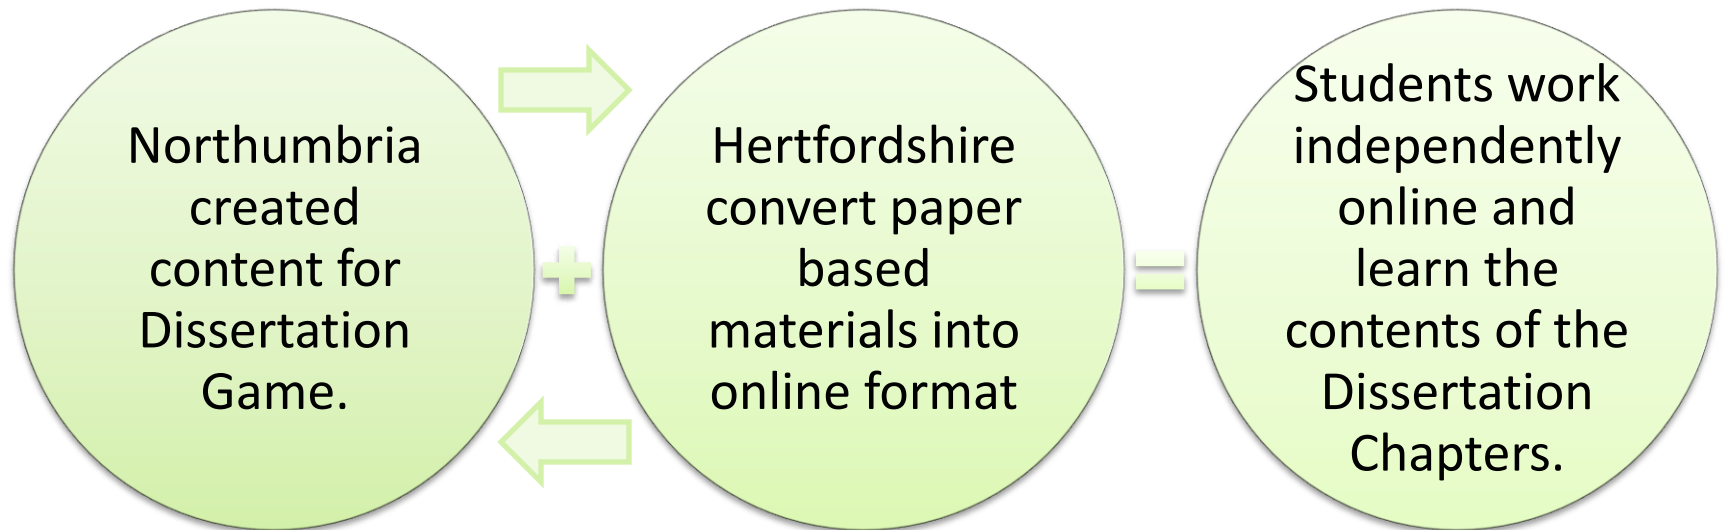 Northumbria
created
content for
Dissertation
Game.
Hertfordshire
convert paper
based
materials into
online format
Students work
independently
online and
learn the
contents of the
Dissertation
Chapters.